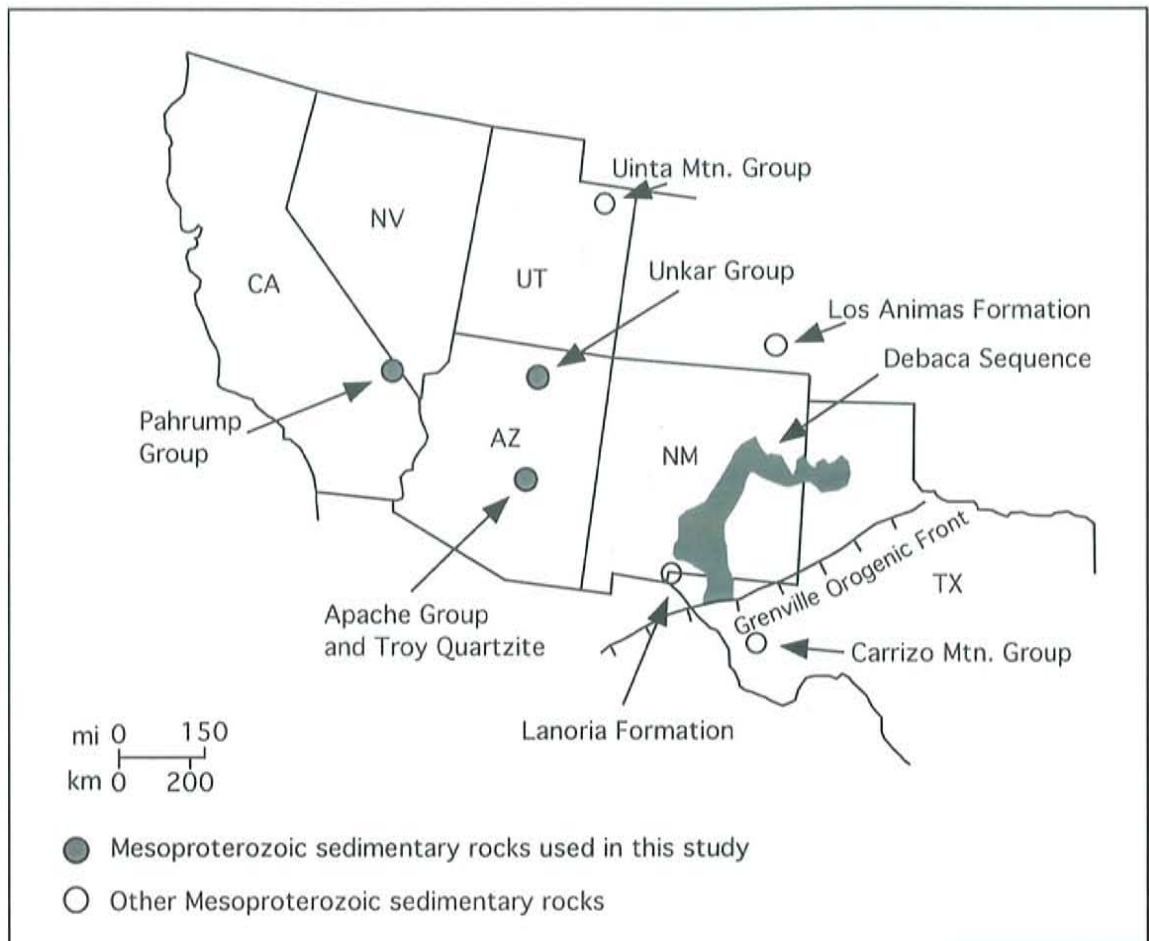 Uinta Mtn. Group
NV
Unkar Group
UT
CA
Los Animas Formation
Debaca Sequence
Pahrump
Group
AZ
NM
Grenville Orogenic Front
TX
Apache Group
and Troy Quartzite
Carrizo Mtn. Group
Lanoria Formation
mi 0 150
km 0 200
Mesoproterozoic sedimentary rocks used in this study
Other Mesoproterozoic sedimentary rocks